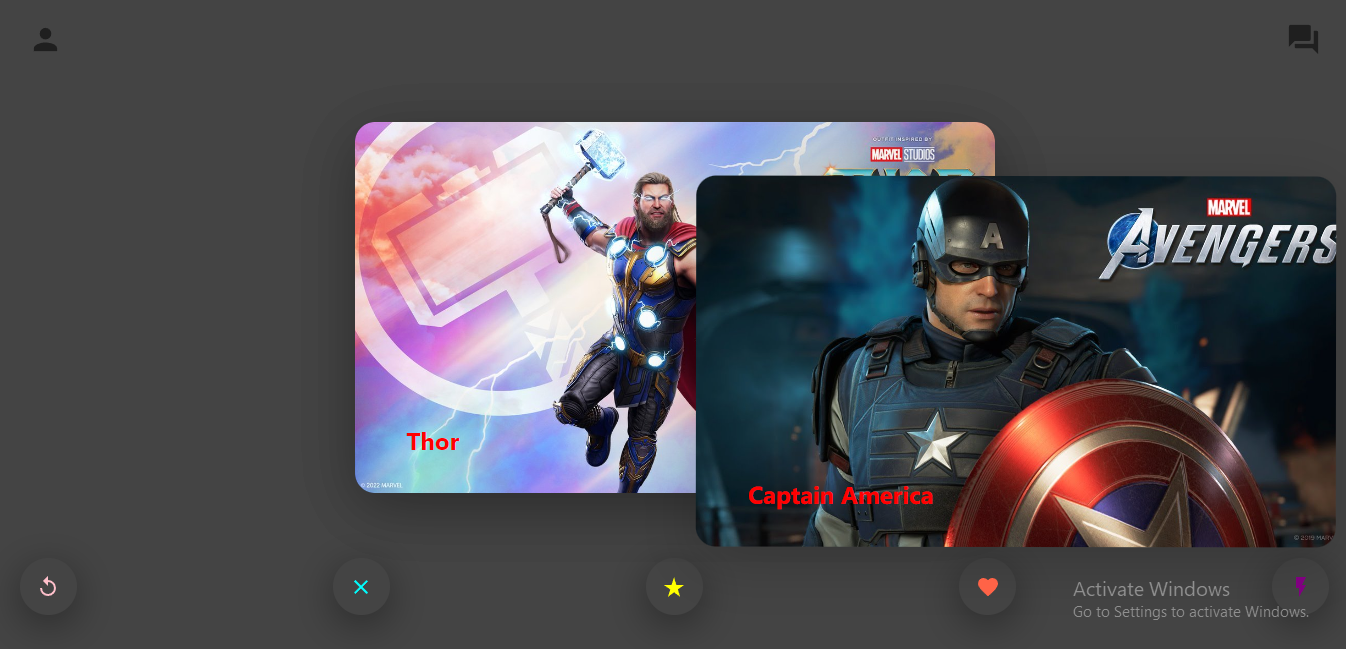 OUTFIT INSPIRED BY
MARVEL STUDIOS
MARVEL
AVENGERS
Thor
© 2022 MARVEL
Captain America
© 2019 MARV
Activate Windows
Go to Settings to activate Windows.